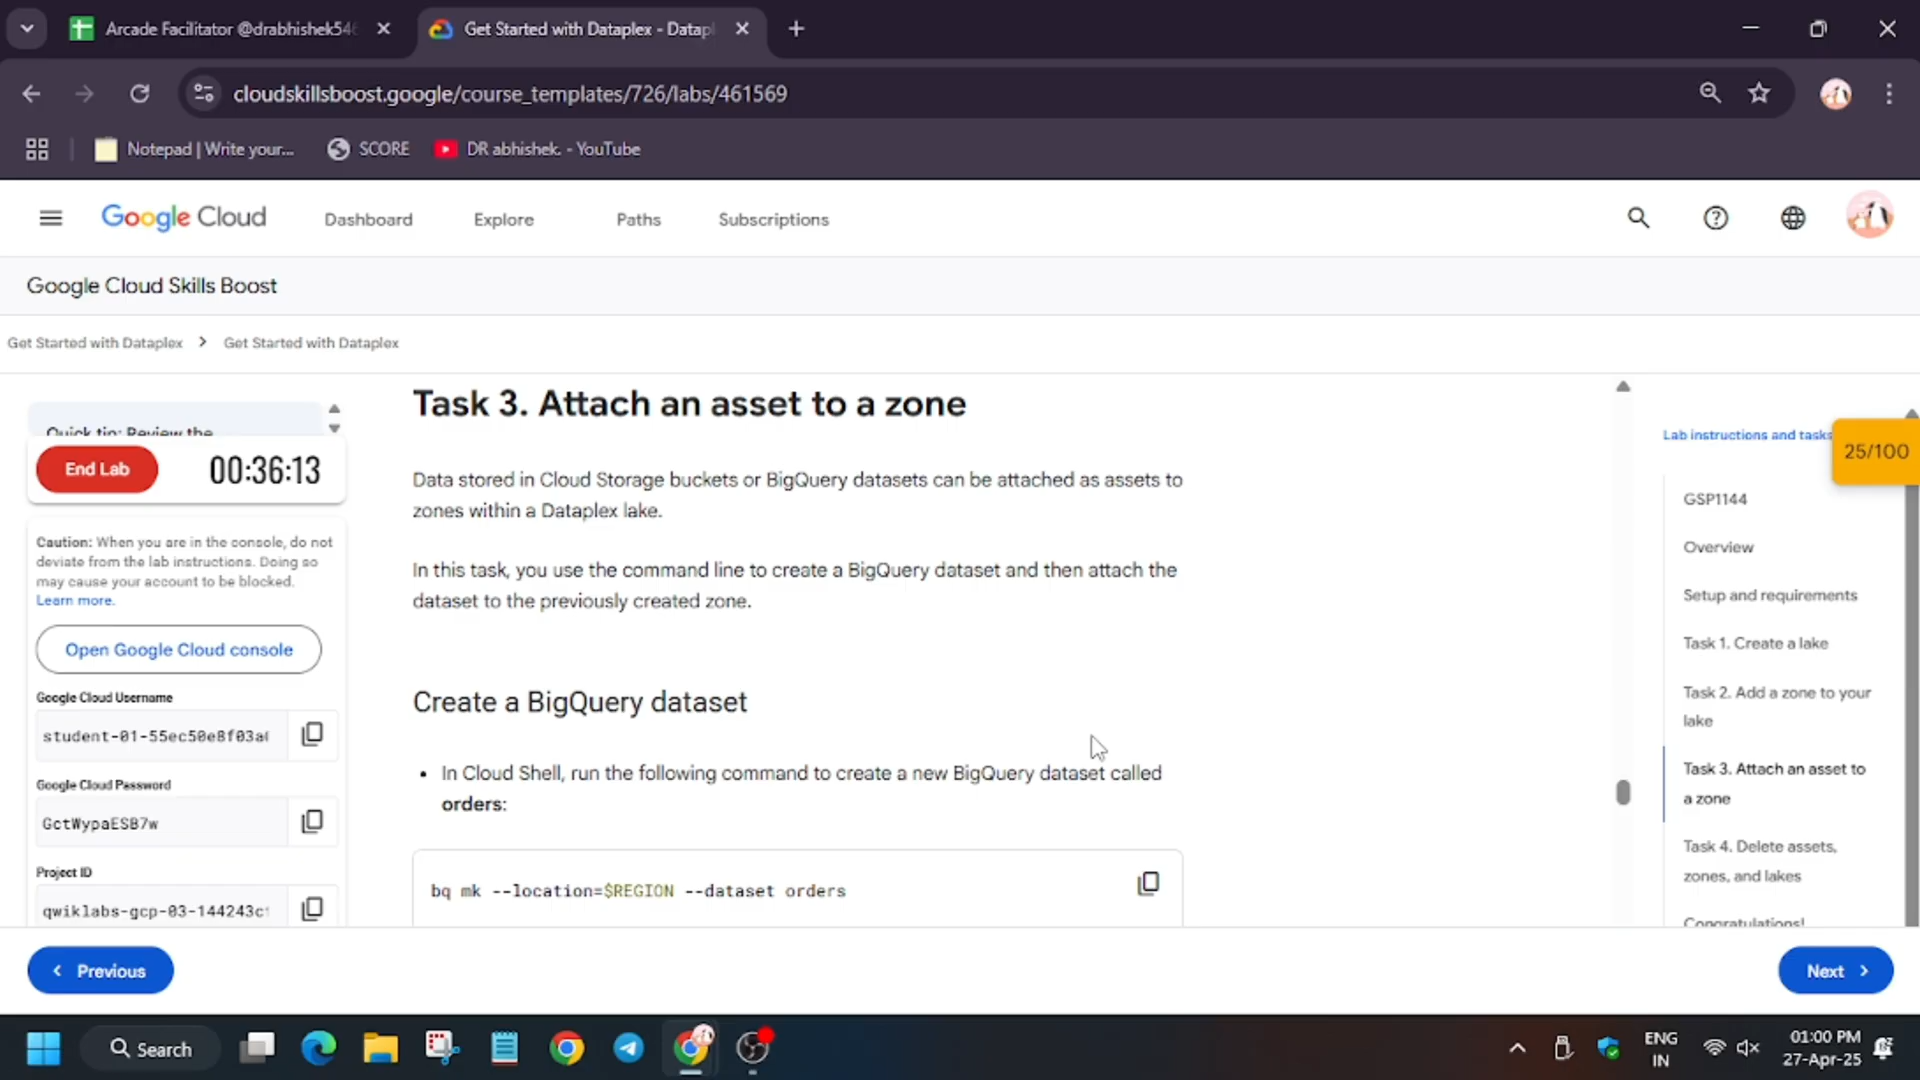 Arcade Facilitator @drabhishek546
Get Started with Dataplex - Datapl
cloudskillsboost.google/course_templates/726/labs/461569
Notepad | Write your...
SCORE
DR abhishek. - YouTube
Google Cloud
Dashboard
Explore
Paths
Subscriptions
Google Cloud Skills Boost
Get Started with Dataplex > Get Started with Dataplex
Quick tip: Review the
End Lab
00:36:13
Caution: When you are in the console, do not
deviate from the lab instructions. Doing so
may cause your account to be blocked.
Learn more.
Open Google Cloud console
Google Cloud Username
student-01-55ec50e8f03a
Google Cloud Password
GctWypaESB7w
Project ID
qwiklabs-gcp-03-144243c
Task 3. Attach an asset to a zone
Data stored in Cloud Storage buckets or BigQuery datasets can be attached as assets to
zones within a Dataplex lake.
In this task, you use the command line to create a BigQuery dataset and then attach the
dataset to the previously created zone.
Create a BigQuery dataset
• In Cloud Shell, run the following command to create a new BigQuery dataset called
orders:
bq mk --location=$REGION --dataset orders
Lab instructions and tasks
25/100
GSP1144
Overview
Setup and requirements
Task 1. Create a lake
Task 2. Add a zone to your
lake
Task 3. Attach an asset to
a zone
Task 4. Delete assets,
zones, and lakes
Congratulations!
Previous
Next
Search
ENG
IN
01:00 PM
27-Apr-25